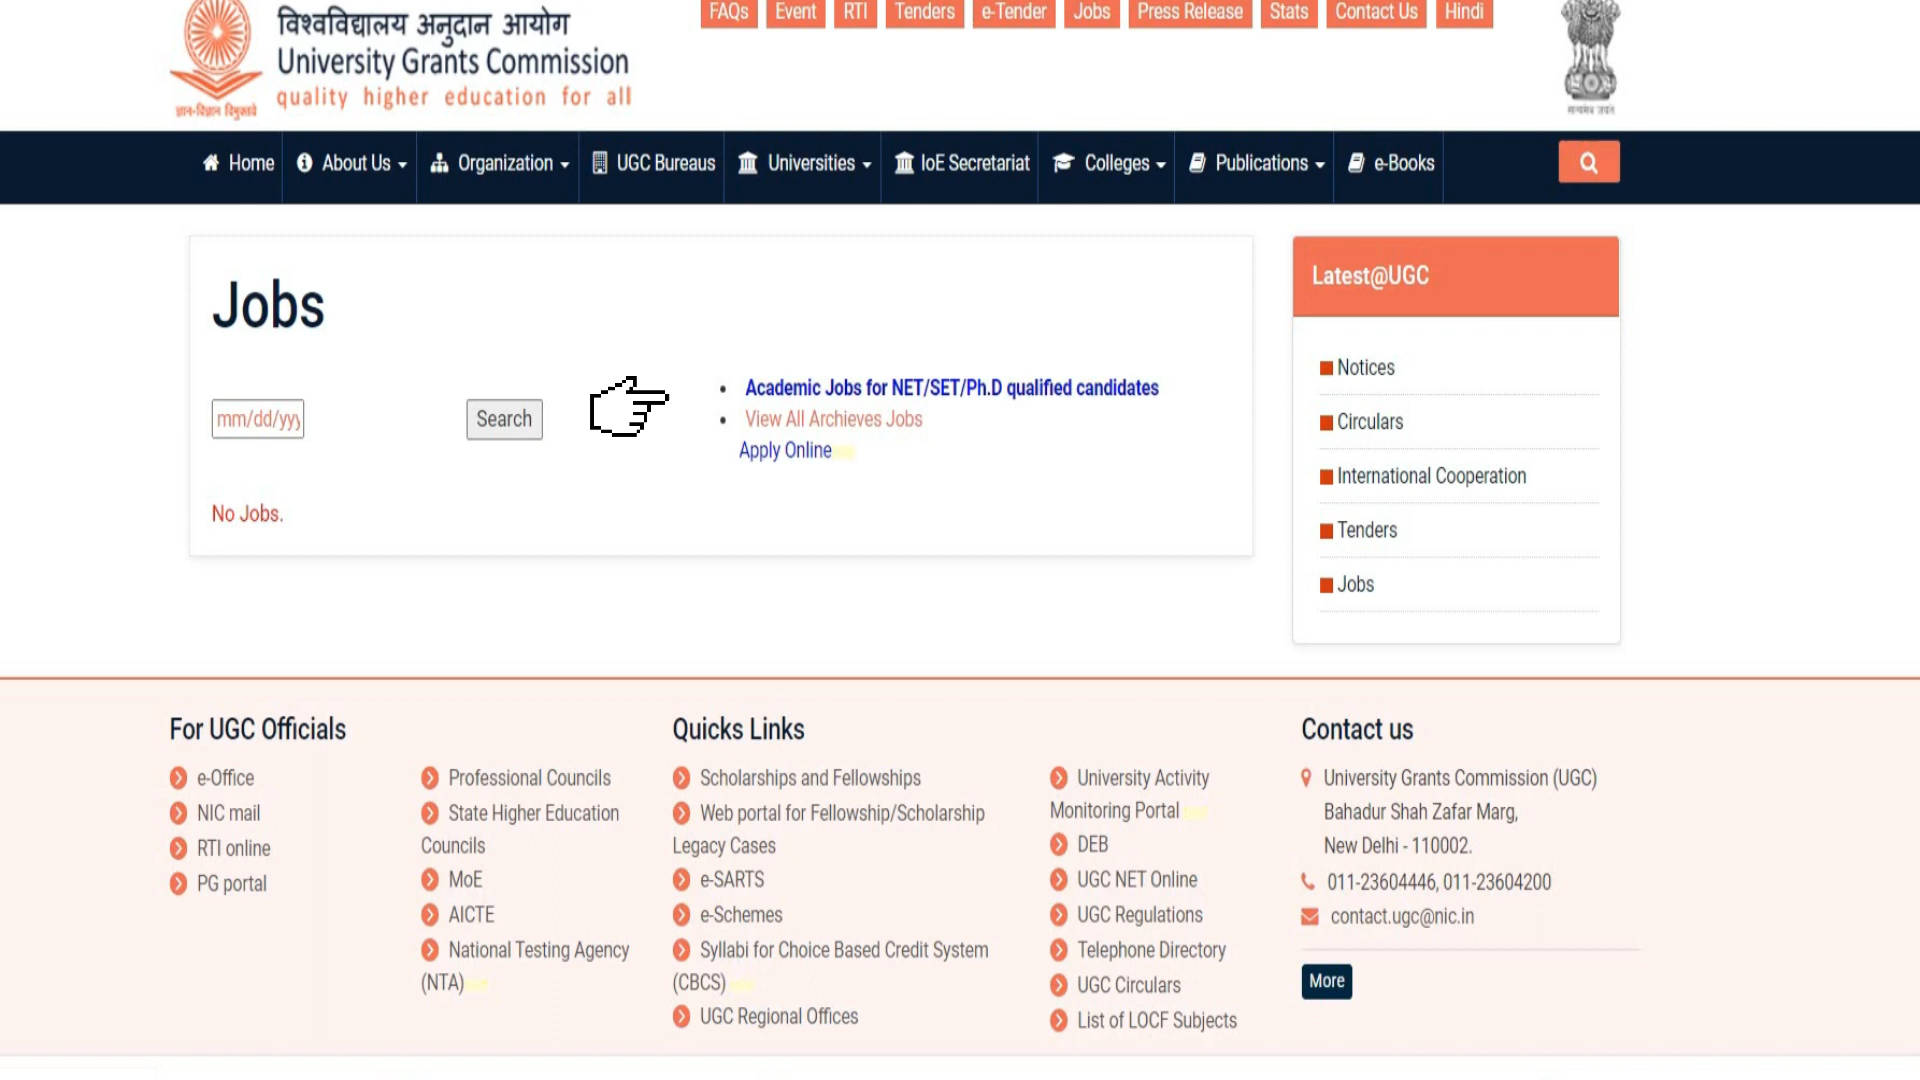 विश्वविद्यालय अनुदान आयोग
University Grants Commission
quality higher education for all
ज्ञान-विज्ञान विमुक्तये
FAQs Event RTI Tenders e-Tender Jobs Press Release Stats Contact Us Hindi
सत्यमेव जयते
Home About Us Organization UGC Bureaus Universities IoE Secretariat Colleges Publications e-Books
Jobs
mm/dd/yyy
Search
Academic Jobs for NET/SET/Ph.D qualified candidates
View All Archieves Jobs
Apply Online
No Jobs.
Latest@UGC
Notices
Circulars
International Cooperation
Tenders
Jobs
For UGC Officials
e-Office
NIC mail
RTI online
PG portal
Professional Councils
State Higher Education
Councils
MoE
AICTE
National Testing Agency
(NTA)
Quicks Links
Scholarships and Fellowships
Web portal for Fellowship/Scholarship
Legacy Cases
e-SARTS
e-Schemes
Syllabi for Choice Based Credit System
(CBCS)
UGC Regional Offices
University Activity
Monitoring Portal
DEB
UGC NET Online
UGC Regulations
Telephone Directory
UGC Circulars
List of LOCF Subjects
Contact us
University Grants Commission (UGC)
Bahadur Shah Zafar Marg,
New Delhi - 110002.
011-23604446, 011-23604200
contact.ugc@nic.in
More